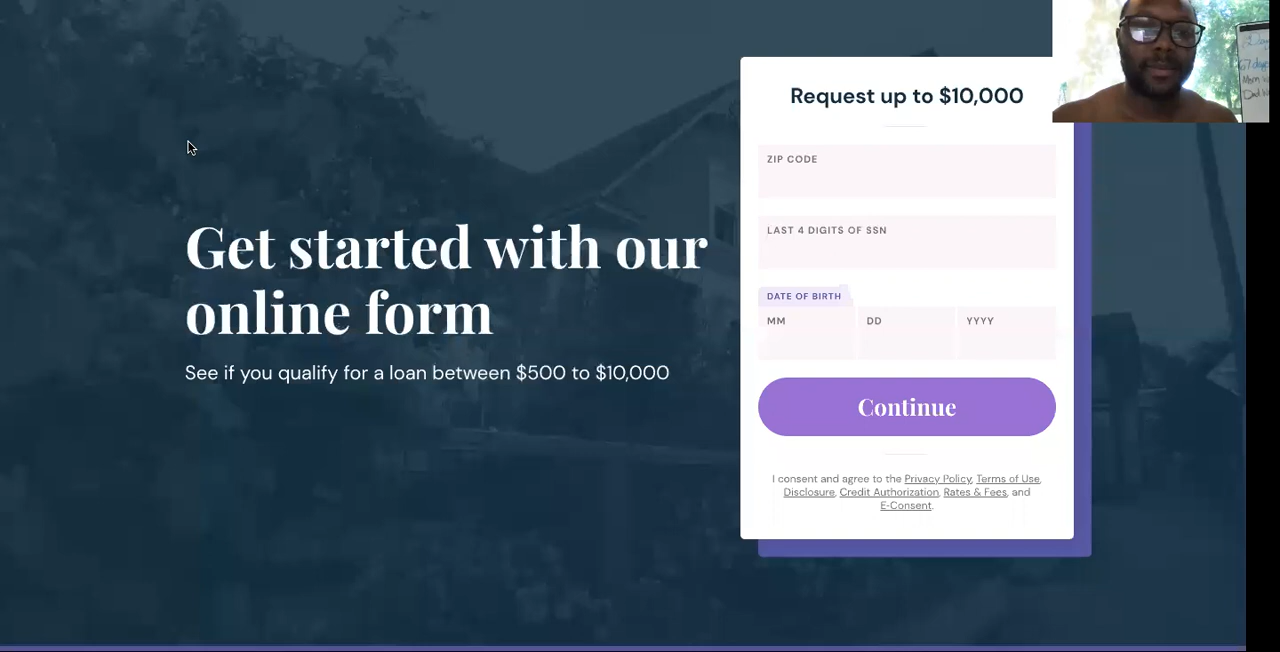 Get started with our
online form
See if you qualify for a loan between $500 to $10,000
Request up to $10,000
ZIP CODE
LAST 4 DIGITS OF SSN
DATE OF BIRTH
MM DD YYYY
Continue
I consent and agree to the Privacy Policy, Terms of Use,
Disclosure, Credit Authorization, Rates & Fees, and
E-Consent.